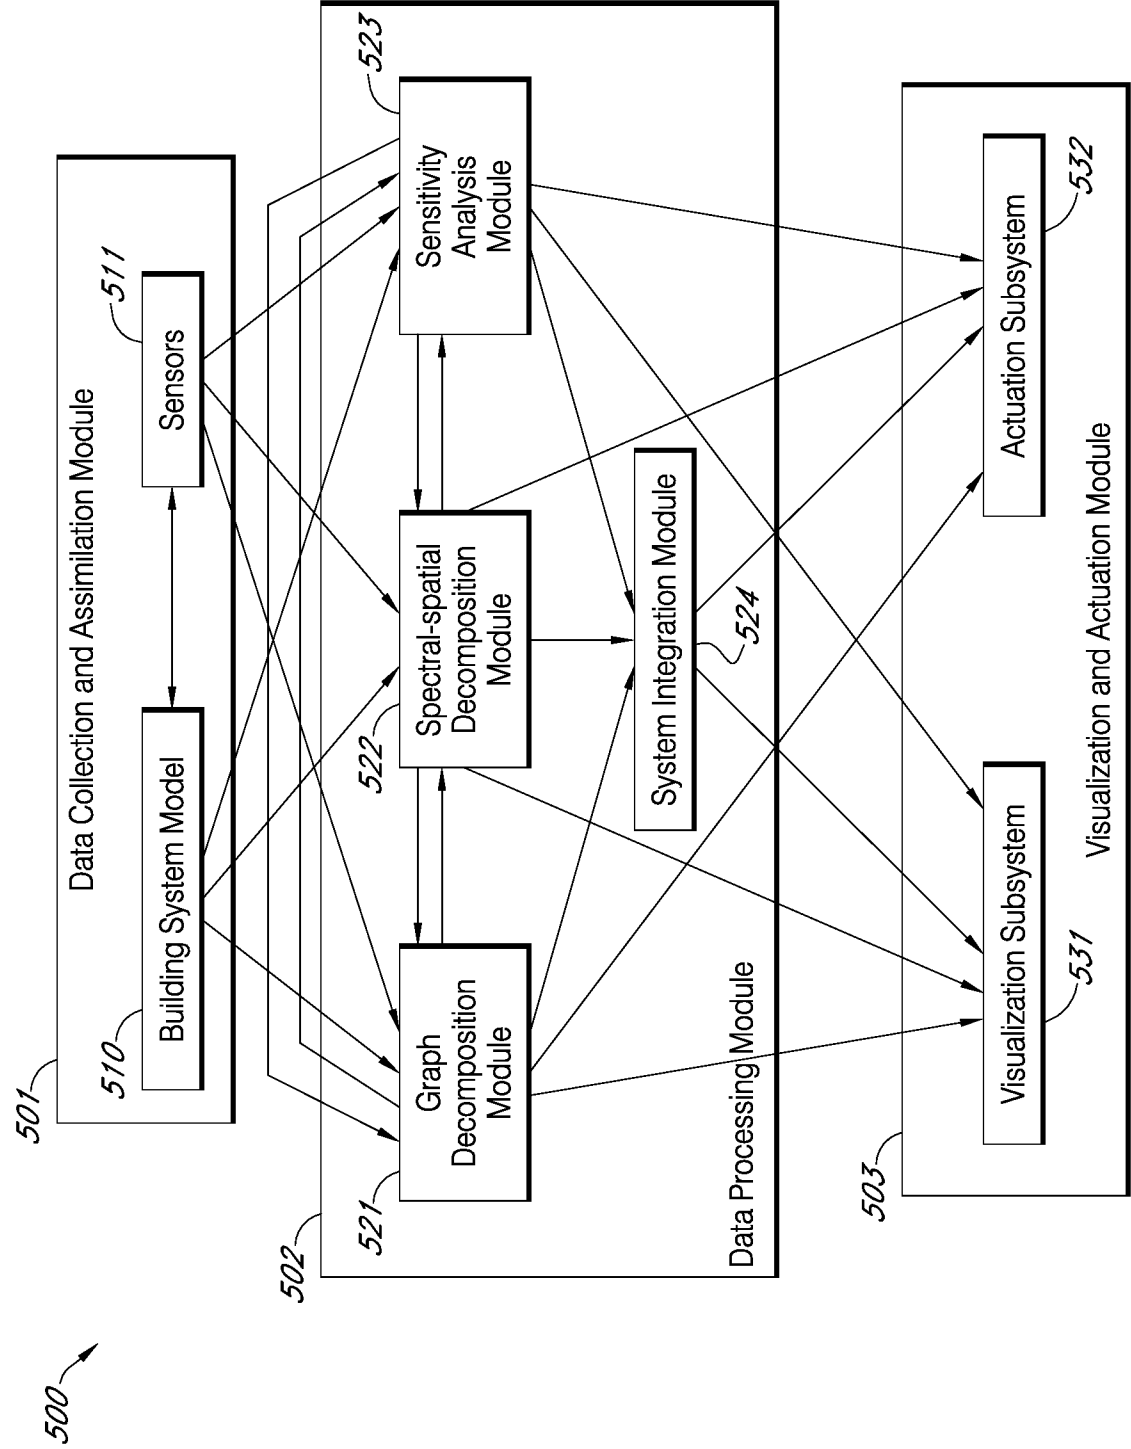 500
501
Data Collection and Assimilation Module
510
Building System Model
511
Sensors
502
521
Graph
Decomposition
Module
522
Spectral-spatial
Decomposition
Module
523
Sensitivity
Analysis
Module
System Integration Module
524
Data Processing Module
503
Visualization Subsystem
531
Actuation Subsystem
532
Visualization and Actuation Module